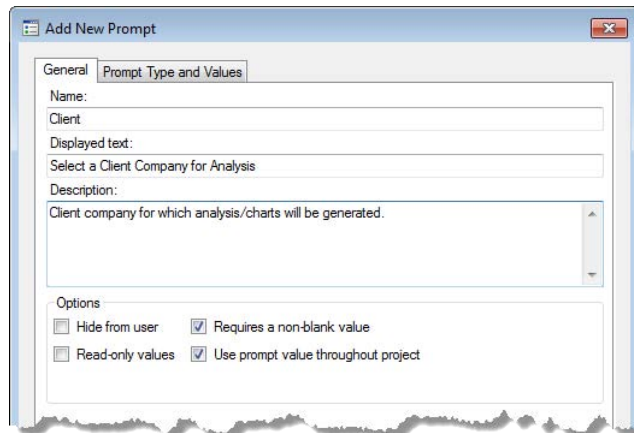 Add New Prompt
General Prompt Type and Values
Name:
Client
Displayed text:
Select a Client Company for Analysis
Description:
Client company for which analysis/charts will be generated.
Options
Hide from user Requires a non-blank value
Read-only values Use prompt value throughout project